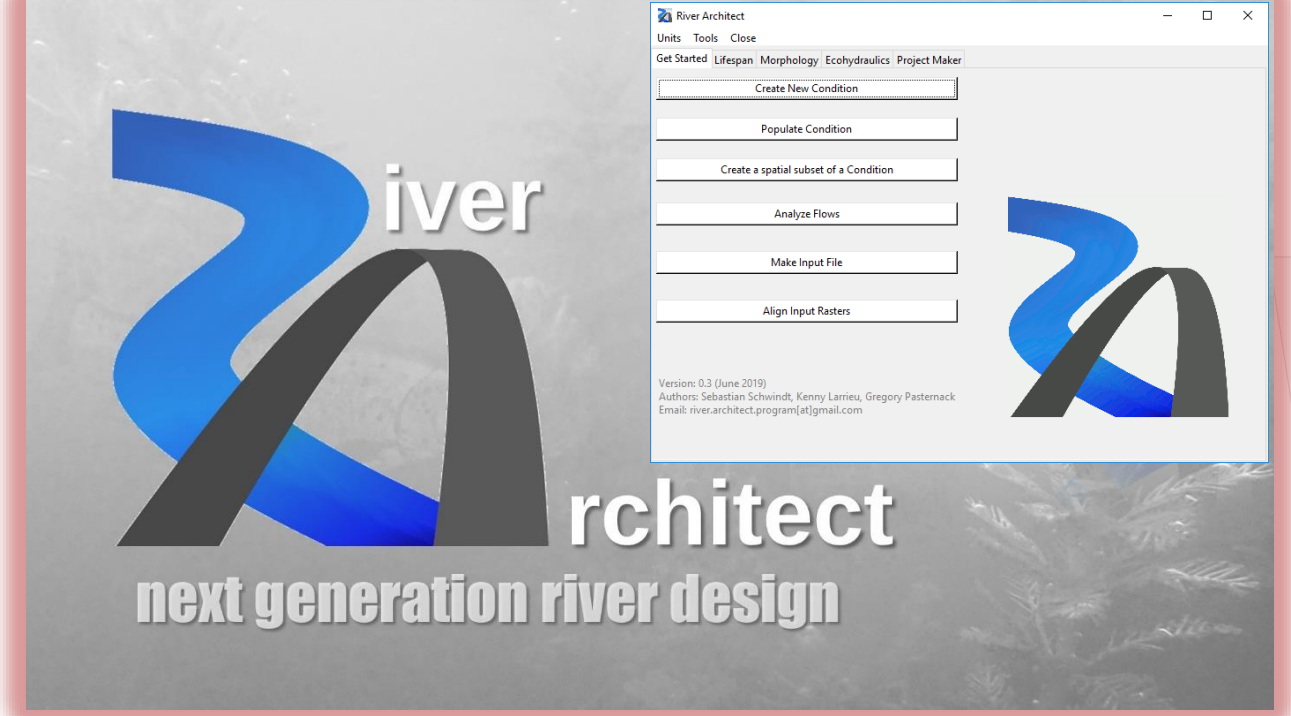 iver
rchitect
next generation river design
River Architect
Units Tools Close
Get Started Lifespan Morphology Ecohydraulics Project Maker
Create New Condition
Populate Condition
Create a spatial subset of a Condition
Analyze Flows
Make Input File
Align Input Rasters
Version: 0.3 (June 2019)
Authors: Sebastian Schwindt, Kenny Larrieu, Gregory Pasternack
Email: river.architect.program[at]gmail.com